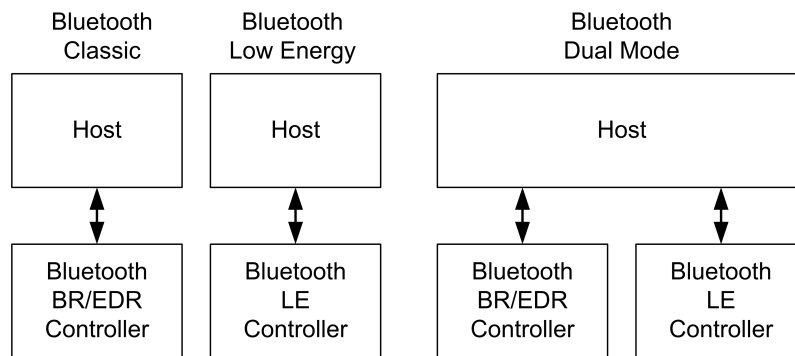 Bluetooth
Classic
Bluetooth
Low Energy
Bluetooth
Dual Mode
Host
Host
Host
Bluetooth
BR/EDR
Controller
Bluetooth
LE
Controller
Bluetooth
BR/EDR
Controller
Bluetooth
LE
Controller